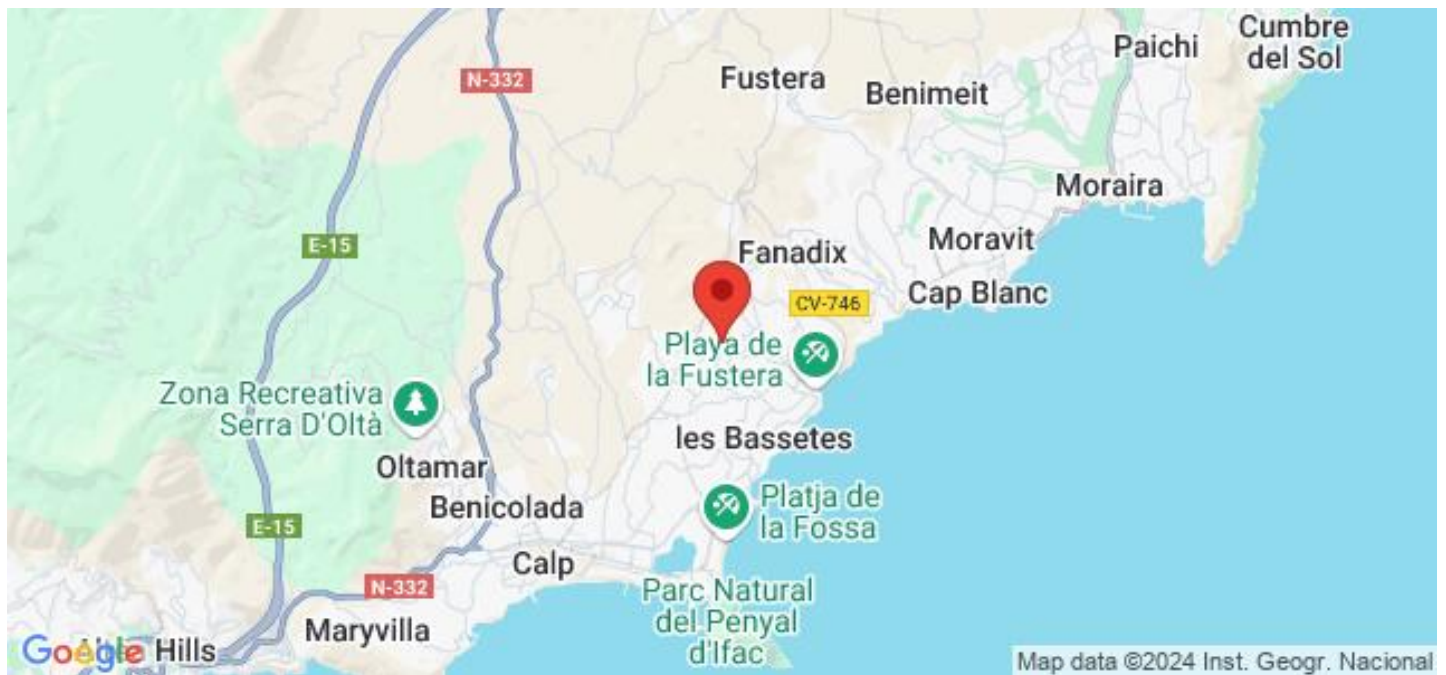 Cumbre
del Sol
Paichi
N-332
Fustera
Benimeit
Moraira
E-15
Fanadix
Moravit
CV-746
Cap Blanc
Playa de
la Fustera
Zona Recreativa
Serra D'Oltà
les Bassetes
Oltamar
Benicolada
Platja de
la Fossa
E-15
Calp
N-332
Parc Natural
del Penyal
d'Ifac
Maryvilla
Hills
Google
Map data ©2024 Inst. Geogr. Nacional